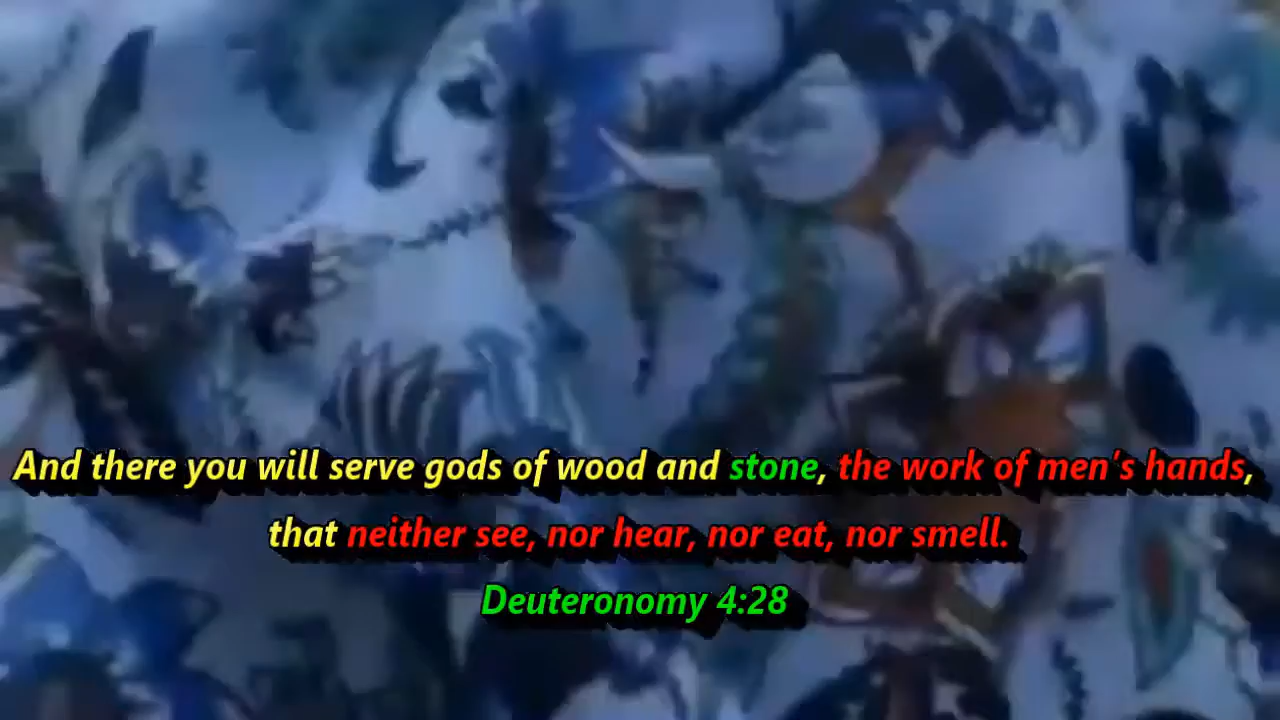 And there you will serve gods of wood and stone, the work of men's hands,
that neither see, nor hear, nor eat, nor smell.
Deuteronomy 4:28